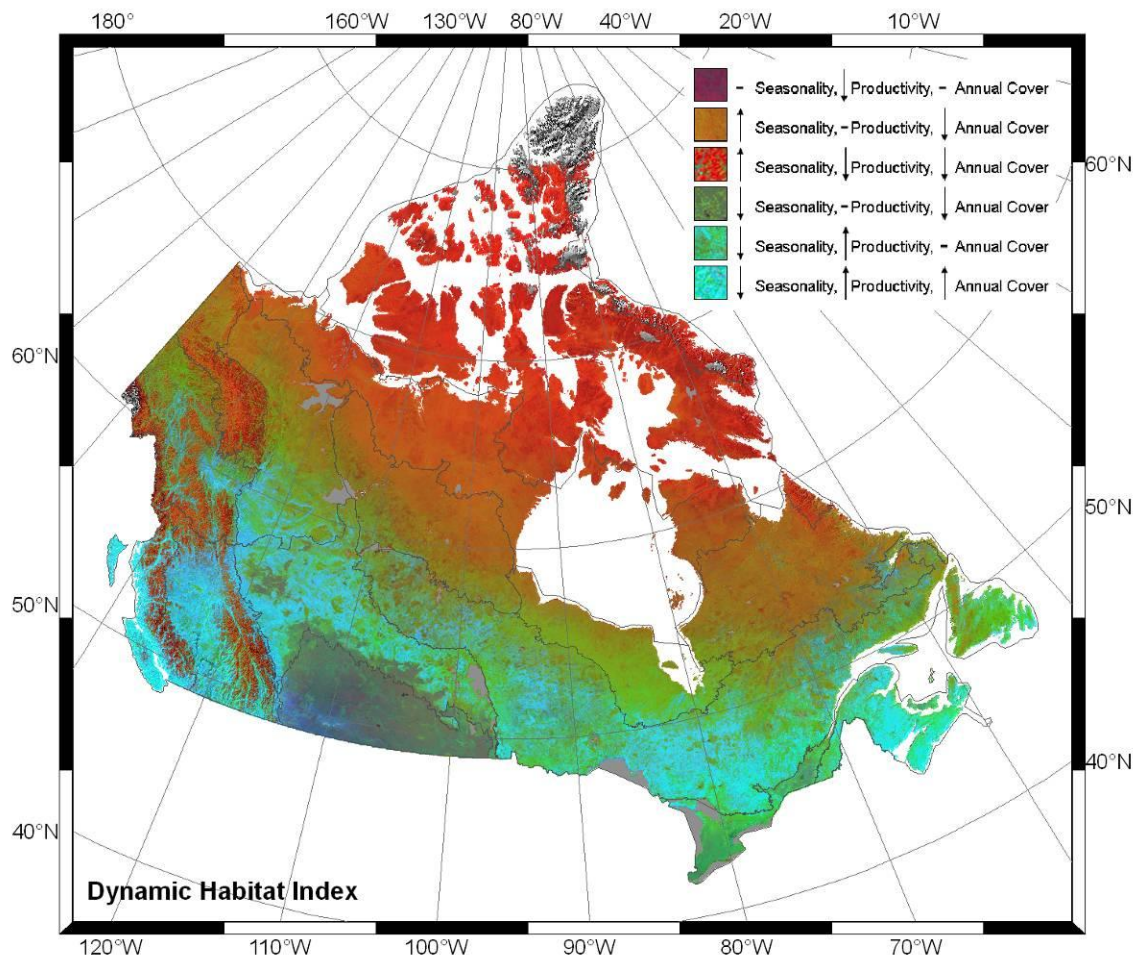 180° 160°W 130°W 80°W 40°W 20°W 10°W
- Seasonality, ↓ Productivity, - Annual Cover
↑ Seasonality, - Productivity, ↓ Annual Cover
↑ Seasonality, ↓ Productivity, ↓ Annual Cover
↓ Seasonality, - Productivity, ↓ Annual Cover
↓ Seasonality, ↑ Productivity, - Annual Cover
↓ Seasonality, ↑ Productivity, ↑ Annual Cover
60°N
60°N
50°N
50°N
40°N
40°N
Dynamic Habitat Index
120°W 110°W 100°W 90°W 80°W 70°W